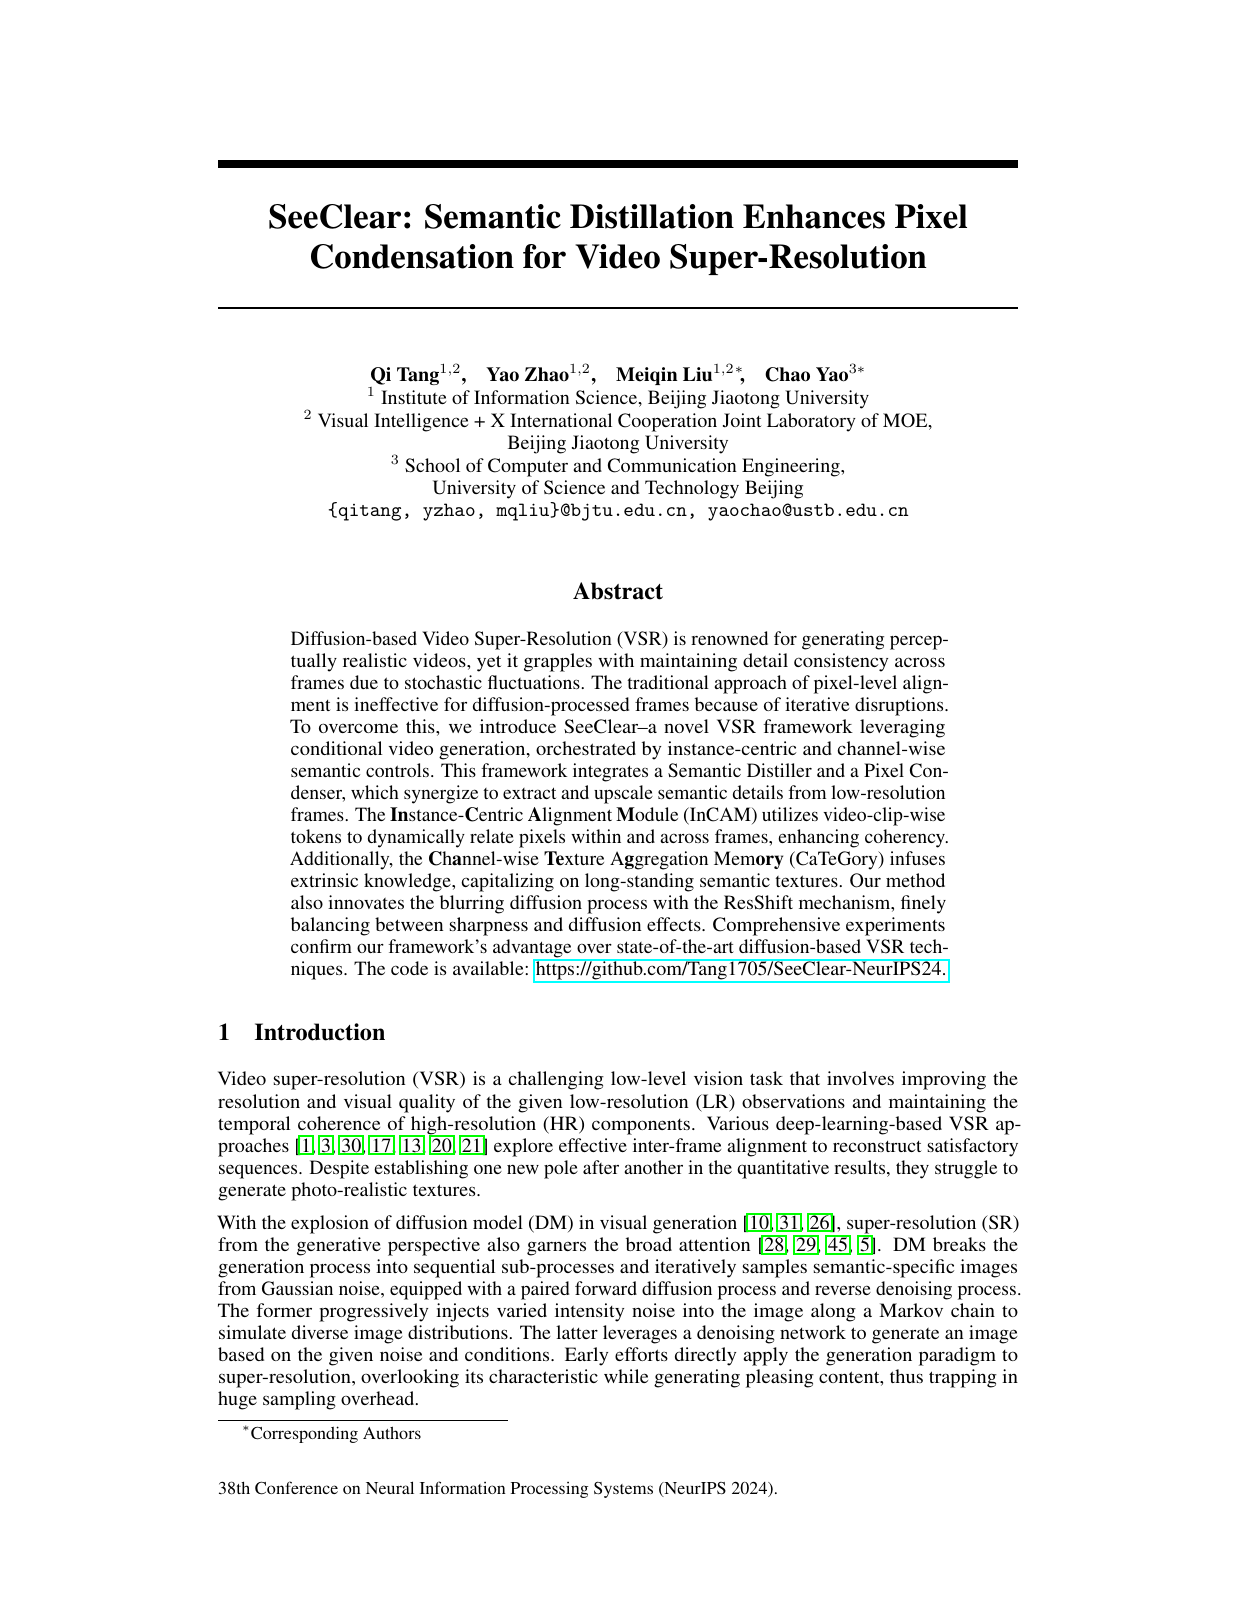 SeeClear: Semantic Distillation Enhances Pixel
Condensation for Video Super-Resolution
Qi Tang1,2, Yao Zhao1,2, Meiqin Liu1,2*, Chao Yao3*
1 Institute of Information Science, Beijing Jiaotong University
2 Visual Intelligence + X International Cooperation Joint Laboratory of MOE,
Beijing Jiaotong University
3 School of Computer and Communication Engineering,
University of Science and Technology Beijing
{qitang, yzhao, mqliu}@bjtu.edu.cn, yaochao@ustb.edu.cn
Abstract
Diffusion-based Video Super-Resolution (VSR) is renowned for generating percep-
tually realistic videos, yet it grapples with maintaining detail consistency across
frames due to stochastic fluctuations. The traditional approach of pixel-level align-
ment is ineffective for diffusion-processed frames because of iterative disruptions.
To overcome this, we introduce SeeClear–a novel VSR framework leveraging
conditional video generation, orchestrated by instance-centric and channel-wise
semantic controls. This framework integrates a Semantic Distiller and a Pixel Con-
denser, which synergize to extract and upscale semantic details from low-resolution
frames. The Instance-Centric Alignment Module (InCAM) utilizes video-clip-wise
tokens to dynamically relate pixels within and across frames, enhancing coherency.
Additionally, the Channel-wise Texture Aggregation Memory (CaTeGory) infuses
extrinsic knowledge, capitalizing on long-standing semantic textures. Our method
also innovates the blurring diffusion process with the ResShift mechanism, finely
balancing between sharpness and diffusion effects. Comprehensive experiments
confirm our framework's advantage over state-of-the-art diffusion-based VSR tech-
niques. The code is available: https://github.com/Tang1705/SeeClear-NeurIPS24.
1 Introduction
Video super-resolution (VSR) is a challenging low-level vision task that involves improving the
resolution and visual quality of the given low-resolution (LR) observations and maintaining the
temporal coherence of high-resolution (HR) components. Various deep-learning-based VSR ap-
proaches [1, 3, 30, 17, 13, 20, 21] explore effective inter-frame alignment to reconstruct satisfactory
sequences. Despite establishing one new pole after another in the quantitative results, they struggle to
generate photo-realistic textures.
With the explosion of diffusion model (DM) in visual generation [10, 31, 26], super-resolution (SR)
from the generative perspective also garners the broad attention [28, 29, 45, 5]. DM breaks the
generation process into sequential sub-processes and iteratively samples semantic-specific images
from Gaussian noise, equipped with a paired forward diffusion process and reverse denoising process.
The former progressively injects varied intensity noise into the image along a Markov chain to
simulate diverse image distributions. The latter leverages a denoising network to generate an image
based on the given noise and conditions. Early efforts directly apply the generation paradigm to
super-resolution, overlooking its characteristic while generating pleasing content, thus trapping in
huge sampling overhead.
*Corresponding Authors
38th Conference on Neural Information Processing Systems (NeurIPS 2024).